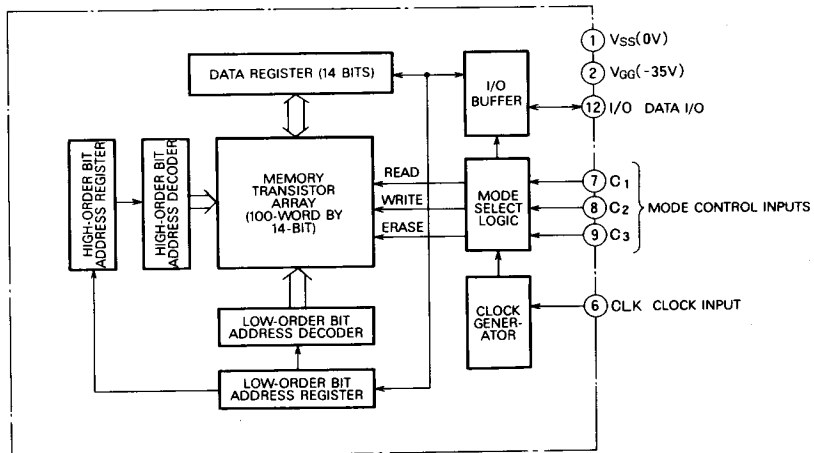 1 VSS(0V)
2 VGG(-35V)
12 I/O DATA I/O
DATA REGISTER (14 BITS)
I/O
BUFFER
HIGH-ORDER BIT
ADDRESS REGISTER
HIGH-ORDER BIT
ADDRESS DECODER
MEMORY
TRANSISTOR
ARRAY
(100-WORD BY
14-BIT)
READ
WRITE
ERASE
MODE
SELECT
LOGIC
7 C1
8 C2
9 C3
MODE CONTROL INPUTS
LOW-ORDER BIT
ADDRESS DECODER
CLOCK
GENER-
ATOR
6 CLK CLOCK INPUT
LOW-ORDER BIT
ADDRESS REGISTER